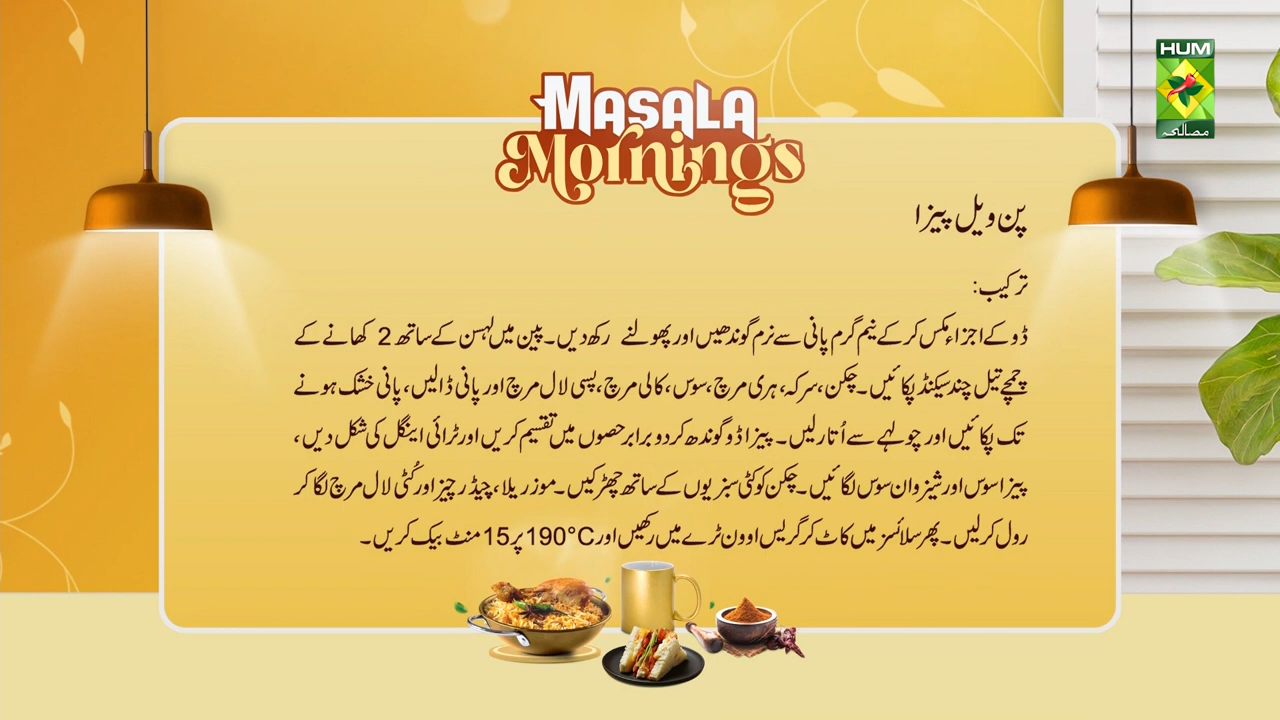 HUM
مصالحہ
MASALA
Mornings
پن ویل پیزا
ترکیب:
ڈو کے اجزاء مکس کر کے نیم گرم پانی سے نرم گوندھیں اور پھولنے رکھ دیں۔ پین میں لہسن کے ساتھ 2 کھانے کے
چمچے تیل چند سیکنڈ پکائیں۔ چکن، سرکہ، ہری مرچ، سوس، کالی مرچ، پسی لال مرچ اور پانی ڈالیں، پانی خشک ہونے
تک پکائیں اور چولہے سے اُتار لیں۔ پیزا ڈو گوندھ کر دو برابر حصوں میں تقسیم کریں اور ٹرائی اینگل کی شکل دیں،
پیزا سوس اور شیزوان سوس لگائیں۔ چکن کو کٹی سبزیوں کے ساتھ چھڑکیں۔ موزریلا، چیڈر چیز اور کُٹی لال مرچ لگا کر
رول کر لیں۔ پھر سلائسز میں کاٹ کر گریس اوون ٹرے میں رکھیں اور 190°C پر 15 منٹ بیک کریں۔